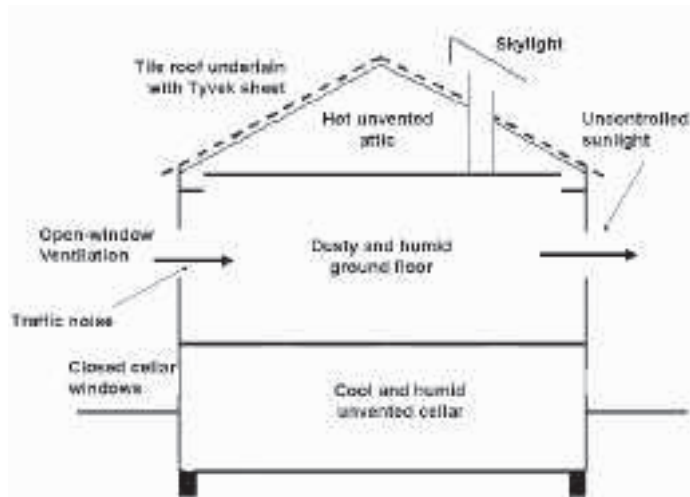 Skylight
Tile roof underlain
with Tyvek sheet
Hot unvented
attic
Uncontrolled
sunlight
Open-window
Ventilation
Dusty and humid
ground floor
Traffic noise
Closed cellar
windows
Cool and humid
unvented cellar